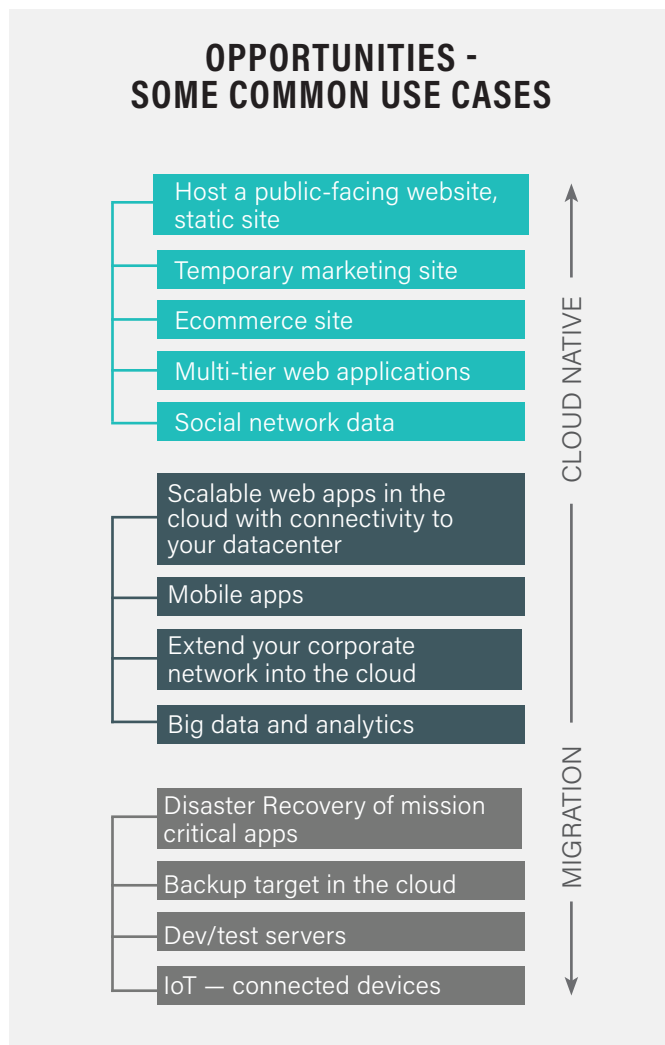 OPPORTUNITIES -
SOME COMMON USE CASES
Host a public-facing website,
static site
Temporary marketing site
Ecommerce site
Multi-tier web applications
Social network data
Scalable web apps in the
cloud with connectivity to
your datacenter
Mobile apps
Extend your corporate
network into the cloud
Big data and analytics
Disaster Recovery of mission
critical apps
Backup target in the cloud
Dev/test servers
IoT — connected devices
CLOUD NATIVE
MIGRATION